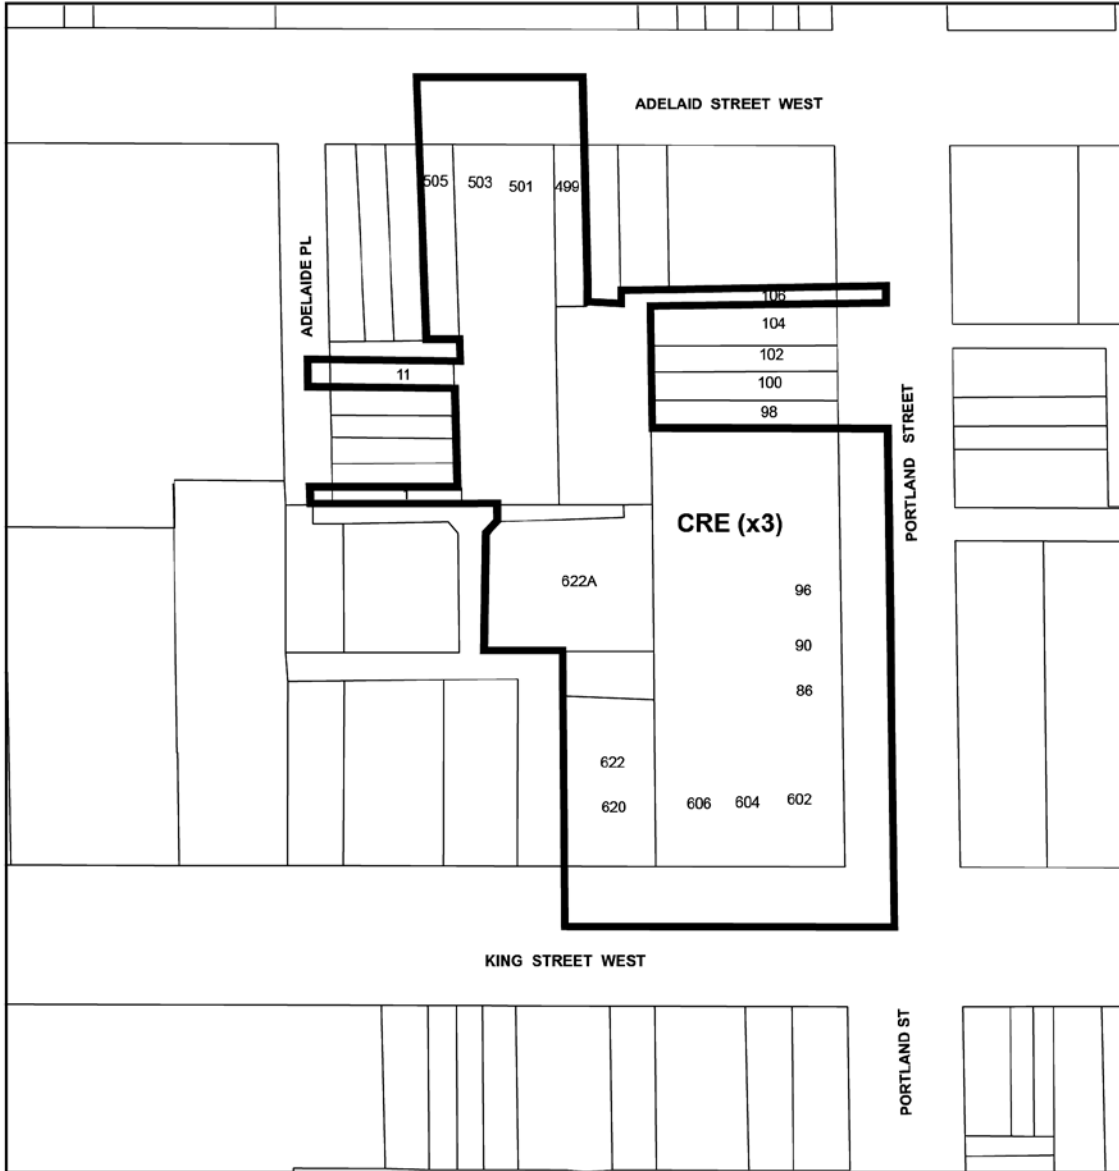 ADELAID STREET WEST
505 503 501 499
ADELAIDE PL
106
104
102
11
100
98
PORTLAND STREET
CRE (x3)
622A
96
90
86
622
620 606 604 602
KING STREET WEST
PORTLAND ST